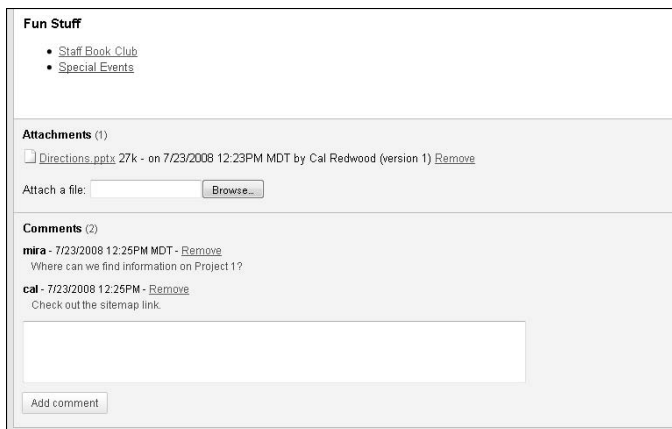 Fun Stuff
Staff Book Club
Special Events
Attachments (1)
Directions.pptx 27k - on 7/23/2008 12:23PM MDT by Cal Redwood (version 1) Remove
Attach a file: Browse...
Comments (2)
mira - 7/23/2008 12:25PM MDT - Remove
Where can we find information on Project 1?
cal - 7/23/2008 12:25PM - Remove
Check out the sitemap link.
Add comment